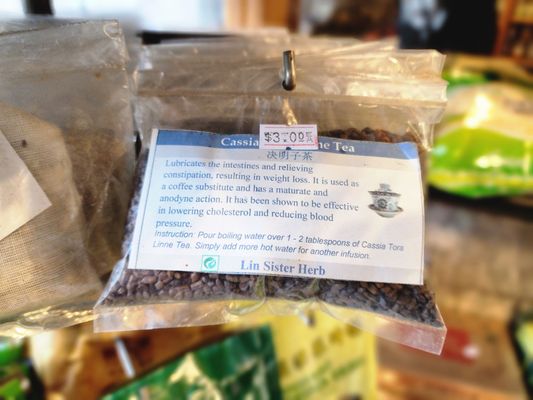 $3.00
Cassia ne Tea
決明子茶
Lubricates the intestines and relieving
constipation, resulting in weight loss. It is used as
a coffee substitute and has a maturate and
anodyne action. It has been shown to be effective
in lowering cholesterol and reducing blood
pressure.
Instruction: Pour boiling water over 1 - 2 tablespoons of Cassia Tora
Linne Tea. Simply add more hot water for another infusion.
Lin Sister Herb